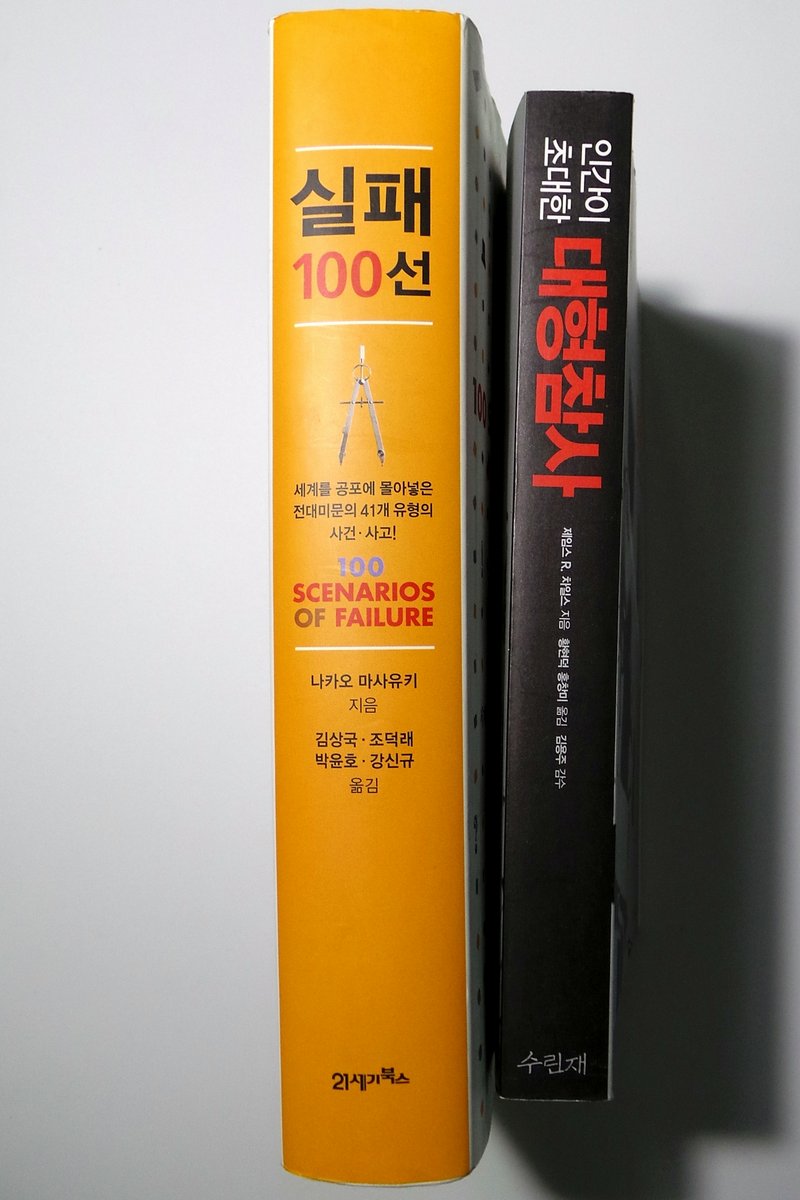 실패
100선
세계를 공포에 몰아넣은
전대미문의 41개 유형의
사건·사고!
100
SCENARIOS
OF FAILURE
나카오 마사유키
지음
김상국·조덕래
박윤호·강신규
옮김
21세기북스
100
인간이
초대한
대형참사
제임스 R. 차일스 지음 황현덕 홍창미 옮김 김용주 감수
수린재